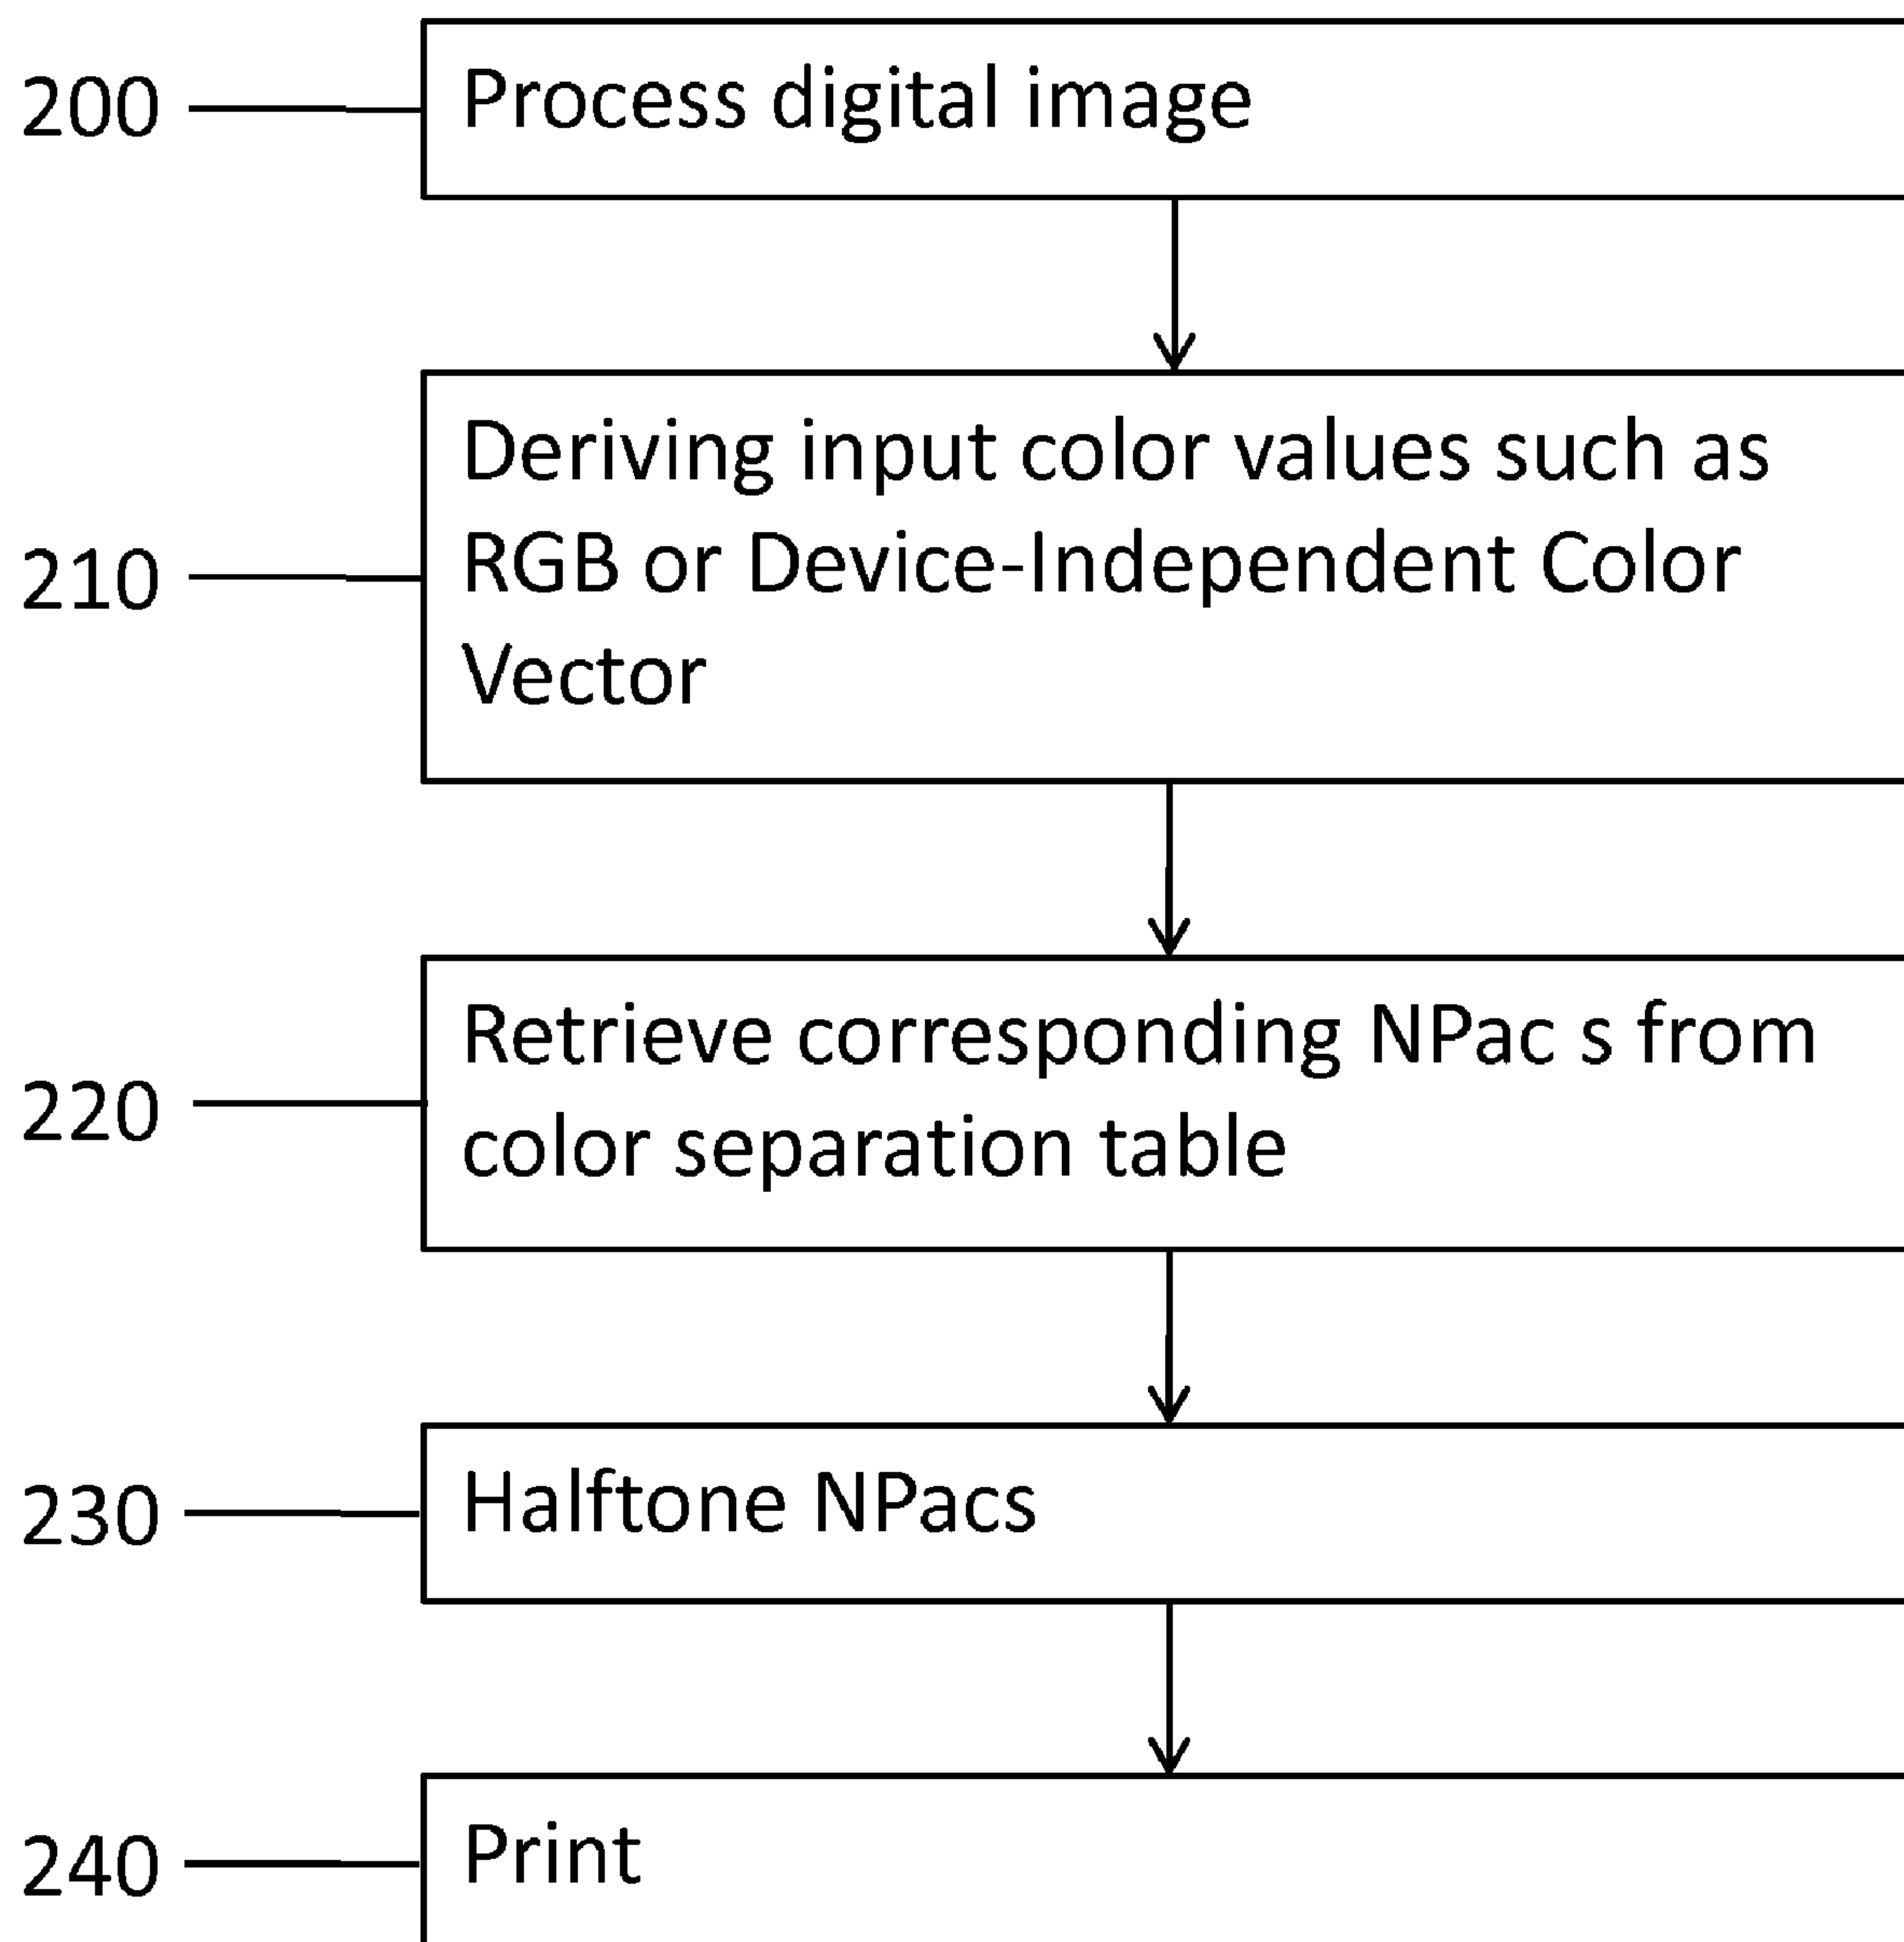 200
Process digital image
210
Deriving input color values such as
RGB or Device-Independent Color
Vector
220
Retrieve corresponding NPac s from
color separation table
230
Halftone NPacs
240
Print